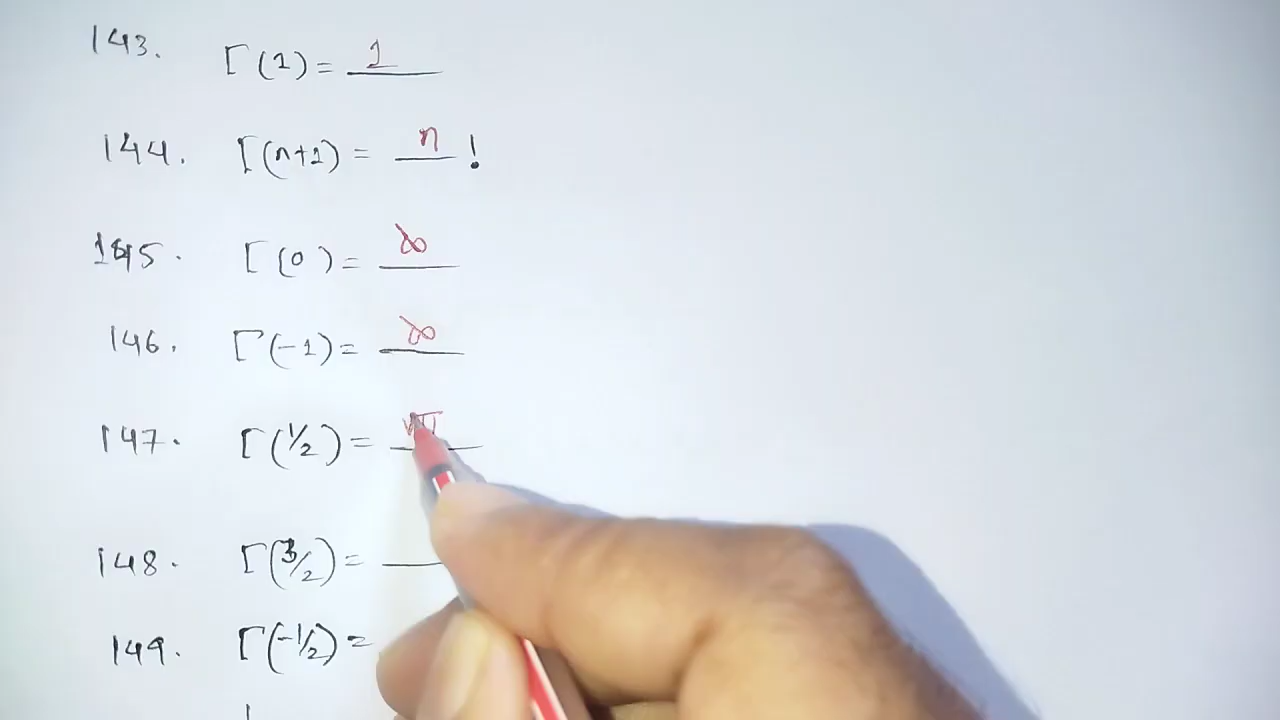 143. Γ(1) = 1
144. Γ(n+1) = n !
145. Γ(0) = ∞
146. Γ(-1) = ∞
147. Γ(1/2) = √π
148. Γ(3/2) =
149. Γ(-1/2) =